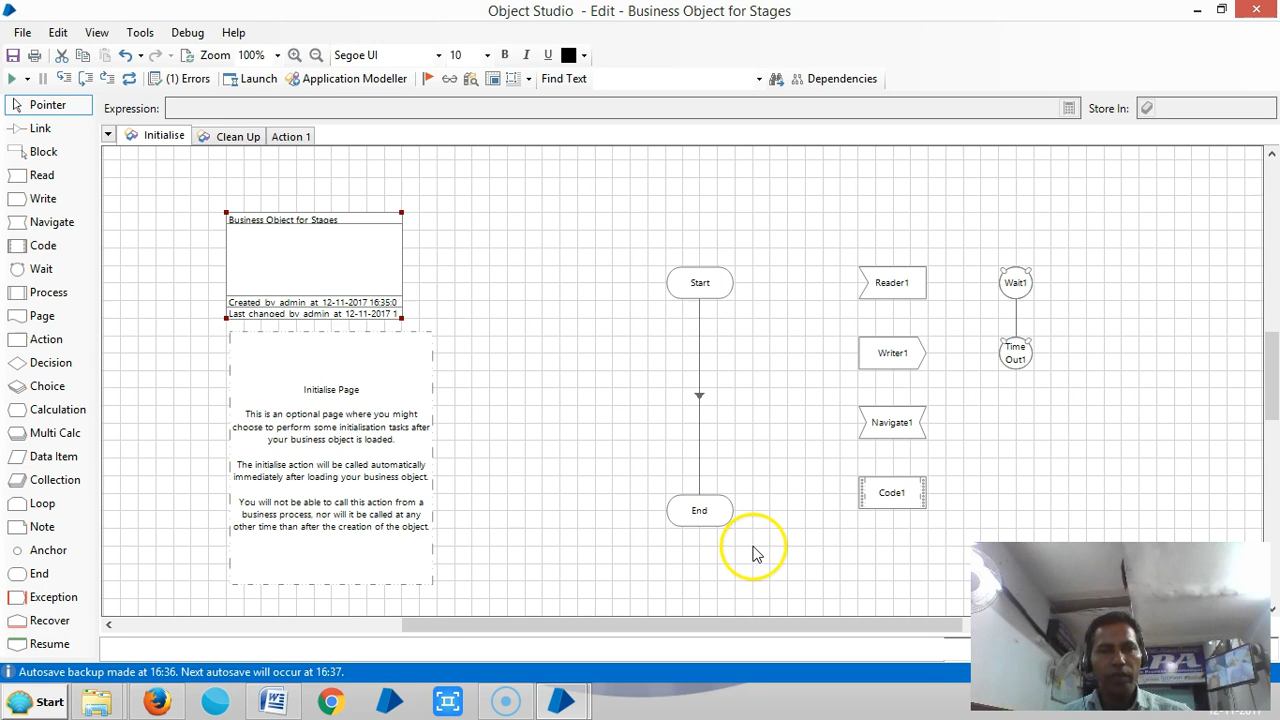 Object Studio - Edit - Business Object for Stages
File Edit View Tools Debug Help
Zoom 100% Segoe UI 10 B I U
(1) Errors Launch Application Modeller Find Text Dependencies
Pointer
Expression:
Store In:
Link
Block
Read
Write
Navigate
Code
Wait
Process
Page
Action
Decision
Choice
Calculation
Multi Calc
Data Item
Collection
Loop
Note
Anchor
End
Exception
Recover
Resume
Initialise Clean Up Action 1
Business Object for Stages
Created by admin at 12-11-2017 16:35:0
Last changed by admin at 12-11-2017 1
Initialise Page
This is an optional page where you might
choose to perform some initialisation tasks after
your business object is loaded.
The initialise action will be called automatically
immediately after loading your business object.
You will not be able to call this action from a
business process, nor will it be called at any
other time than after the creation of the object.
Start
End
Reader1
Writer1
Navigate1
Code1
Wait1
Time
Out1
Autosave backup made at 16:36. Next autosave will occur at 16:37.
Start